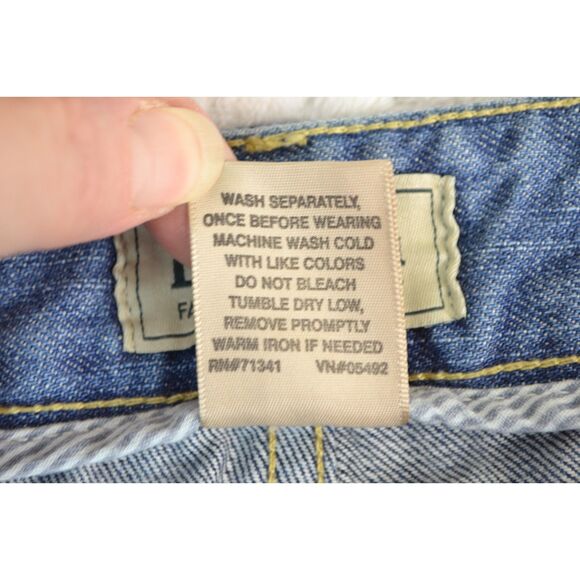 WASH SEPARATELY,
ONCE BEFORE WEARING
MACHINE WASH COLD
WITH LIKE COLORS
DO NOT BLEACH
TUMBLE DRY LOW,
REMOVE PROMPTLY
WARM IRON IF NEEDED
RN#71341 VN#05492